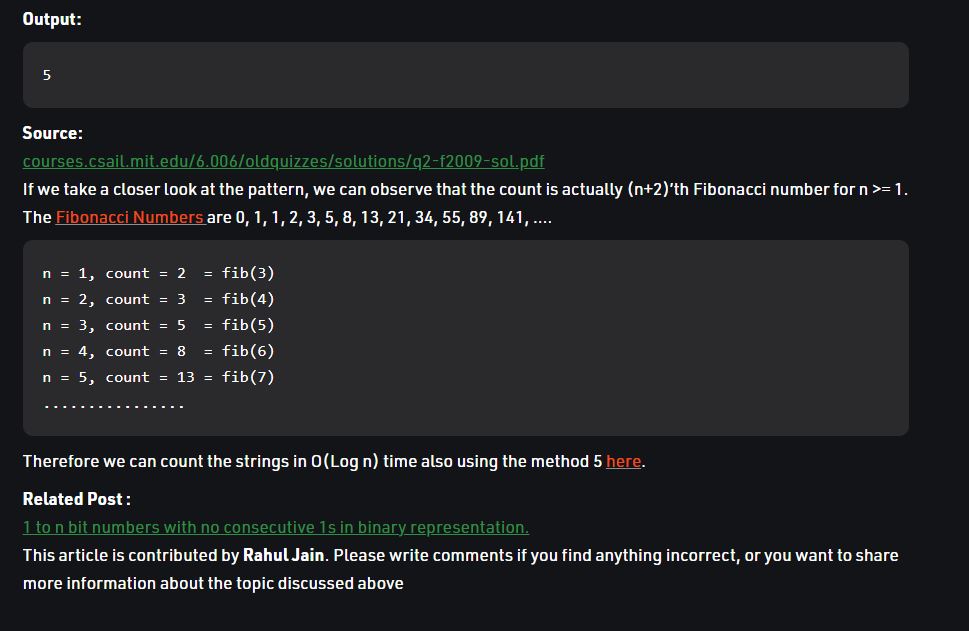 Output:
5
Source:
courses.csail.mit.edu/6.006/oldquizzes/solutions/q2-f2009-sol.pdf
If we take a closer look at the pattern, we can observe that the count is actually (n+2)’th Fibonacci number for n >= 1.
The Fibonacci Numbers are 0, 1, 1, 2, 3, 5, 8, 13, 21, 34, 55, 89, 141, ….
n = 1, count = 2  = fib(3)
n = 2, count = 3  = fib(4)
n = 3, count = 5  = fib(5)
n = 4, count = 8  = fib(6)
n = 5, count = 13 = fib(7)
................
Therefore we can count the strings in O(Log n) time also using the method 5 here.
Related Post :
1 to n bit numbers with no consecutive 1s in binary representation.
This article is contributed by Rahul Jain. Please write comments if you find anything incorrect, or you want to share
more information about the topic discussed above